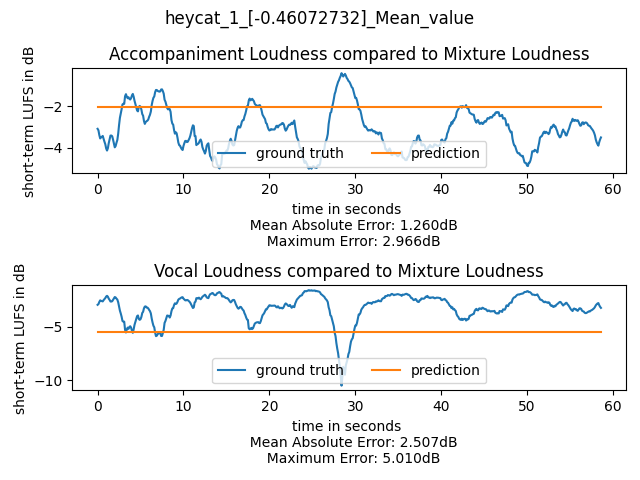 heycat_1_[-0.46072732]_Mean_value
Accompaniment Loudness compared to Mixture Loudness
short-term LUFS in dB
−2
−4
ground truth
prediction
0 10 20 30 40 50 60
time in seconds
Mean Absolute Error: 1.260dB
Maximum Error: 2.966dB
Vocal Loudness compared to Mixture Loudness
short-term LUFS in dB
−5
−10
ground truth
prediction
0 10 20 30 40 50 60
time in seconds
Mean Absolute Error: 2.507dB
Maximum Error: 5.010dB